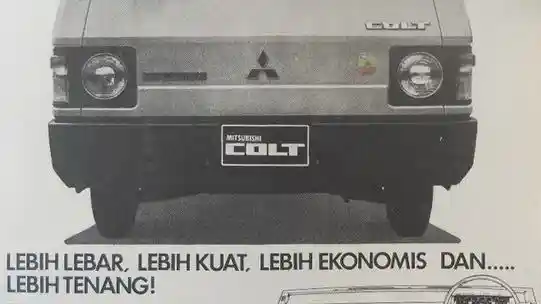 COLT
MITSUBISHI
COLT
LEBIH LEBAR, LEBIH KUAT, LEBIH EKONOMIS DAN.....
LEBIH TENANG!